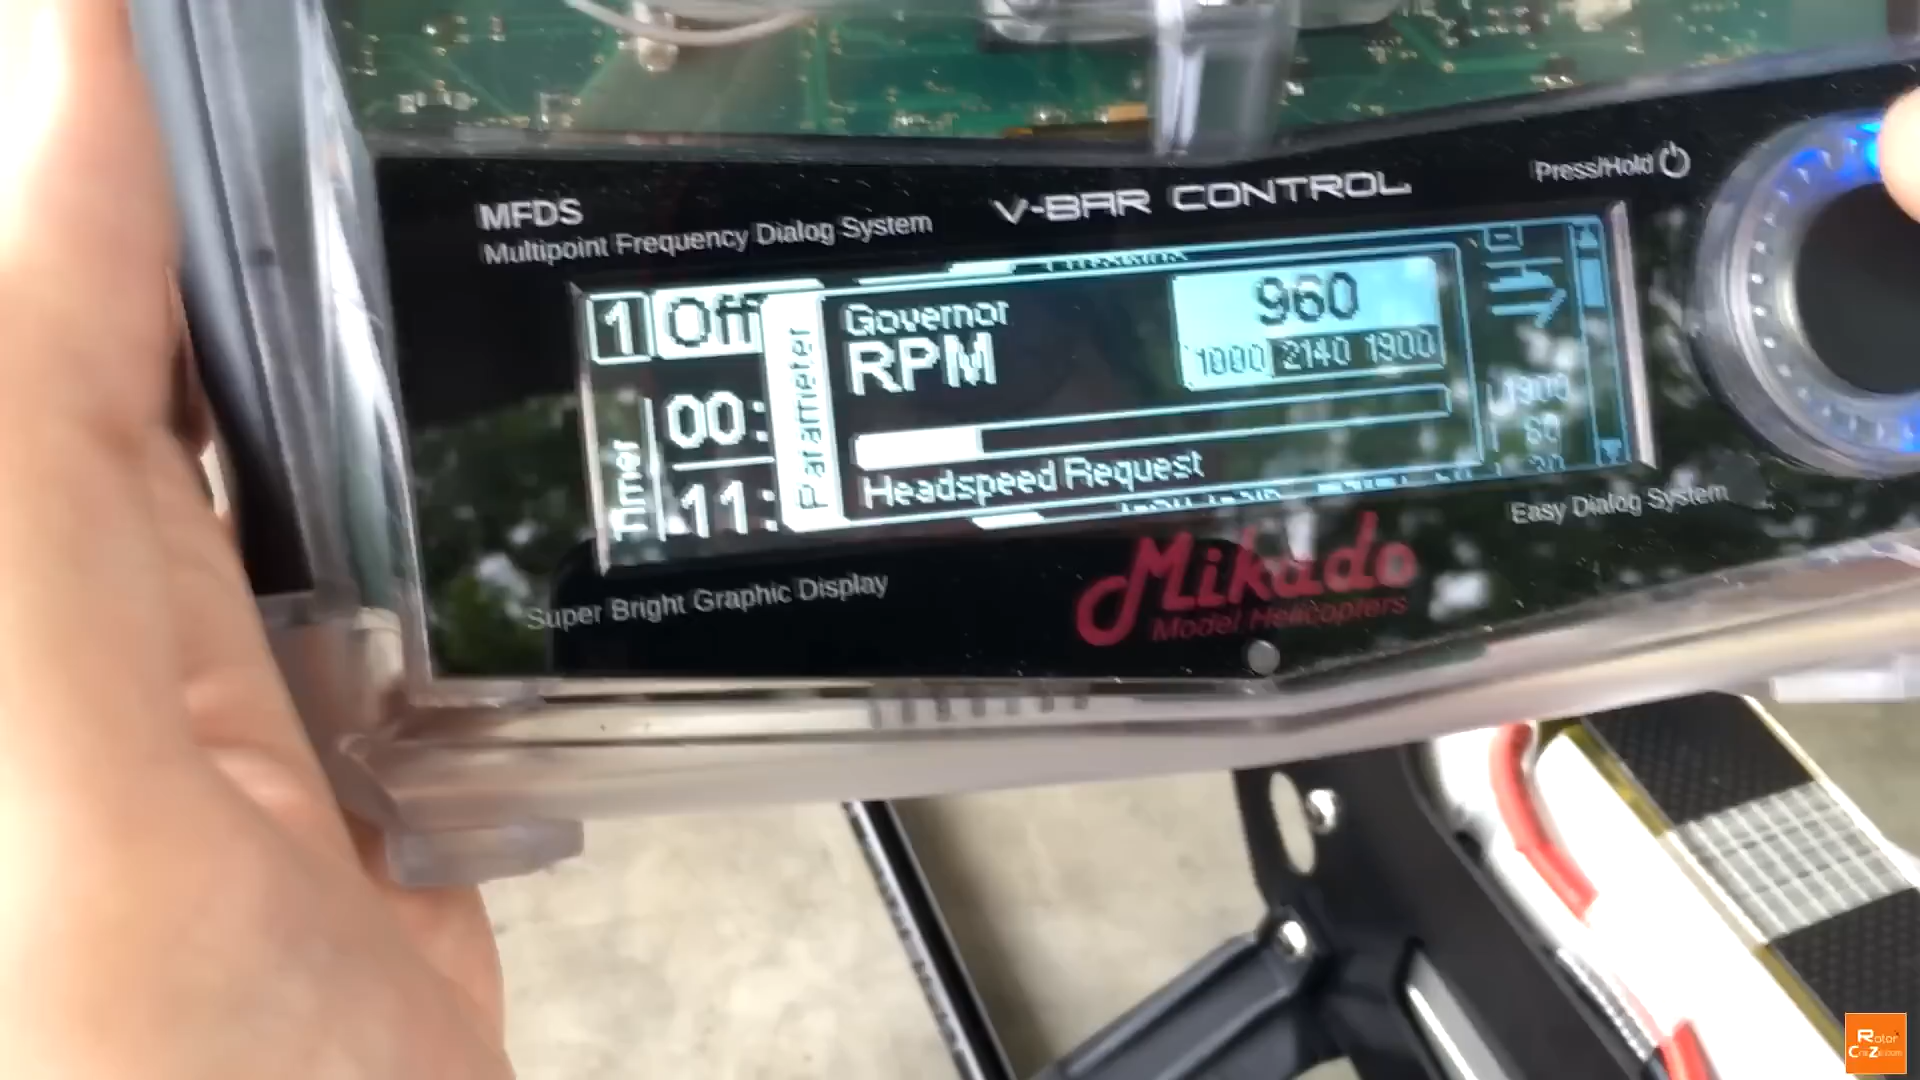 MFDS
Multipoint Frequency Dialog System
V-BAR CONTROL
Press/Hold
1 Off
Timer
00:
11:
Parameter
Governor
RPM
960
1000 2140 1900
Headspeed Request
1900
60
Easy Dialog System
Super Bright Graphic Display
Mikado
Model Helicopters
Rotor